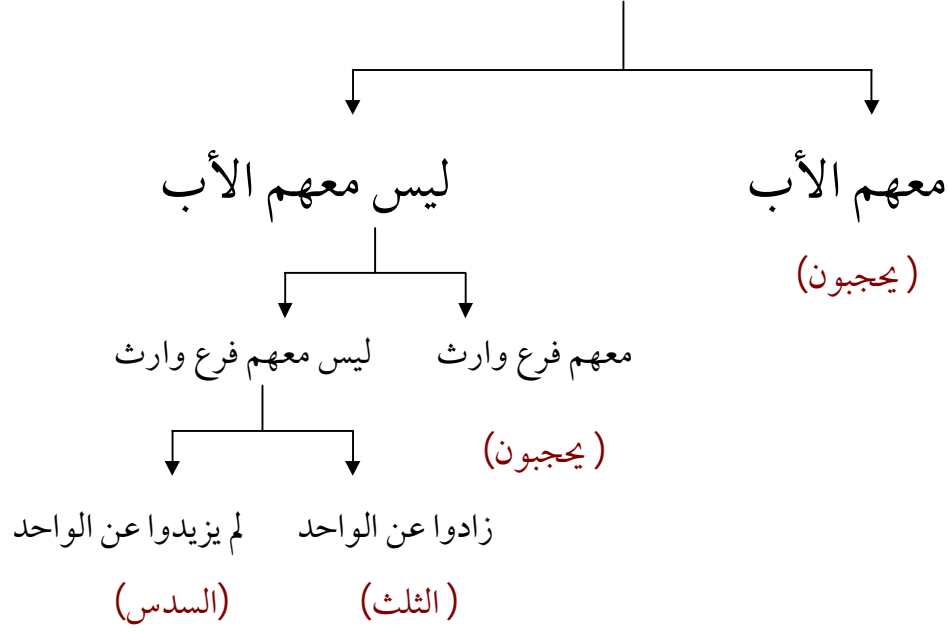 معهم الأب
ليس معهم الأب
(يحجبون)
معهم فرع وارث
ليس معهم فرع وارث
(يحجبون)
زادوا عن الواحد
لم يزيدوا عن الواحد
(الثلث)
(السدس)